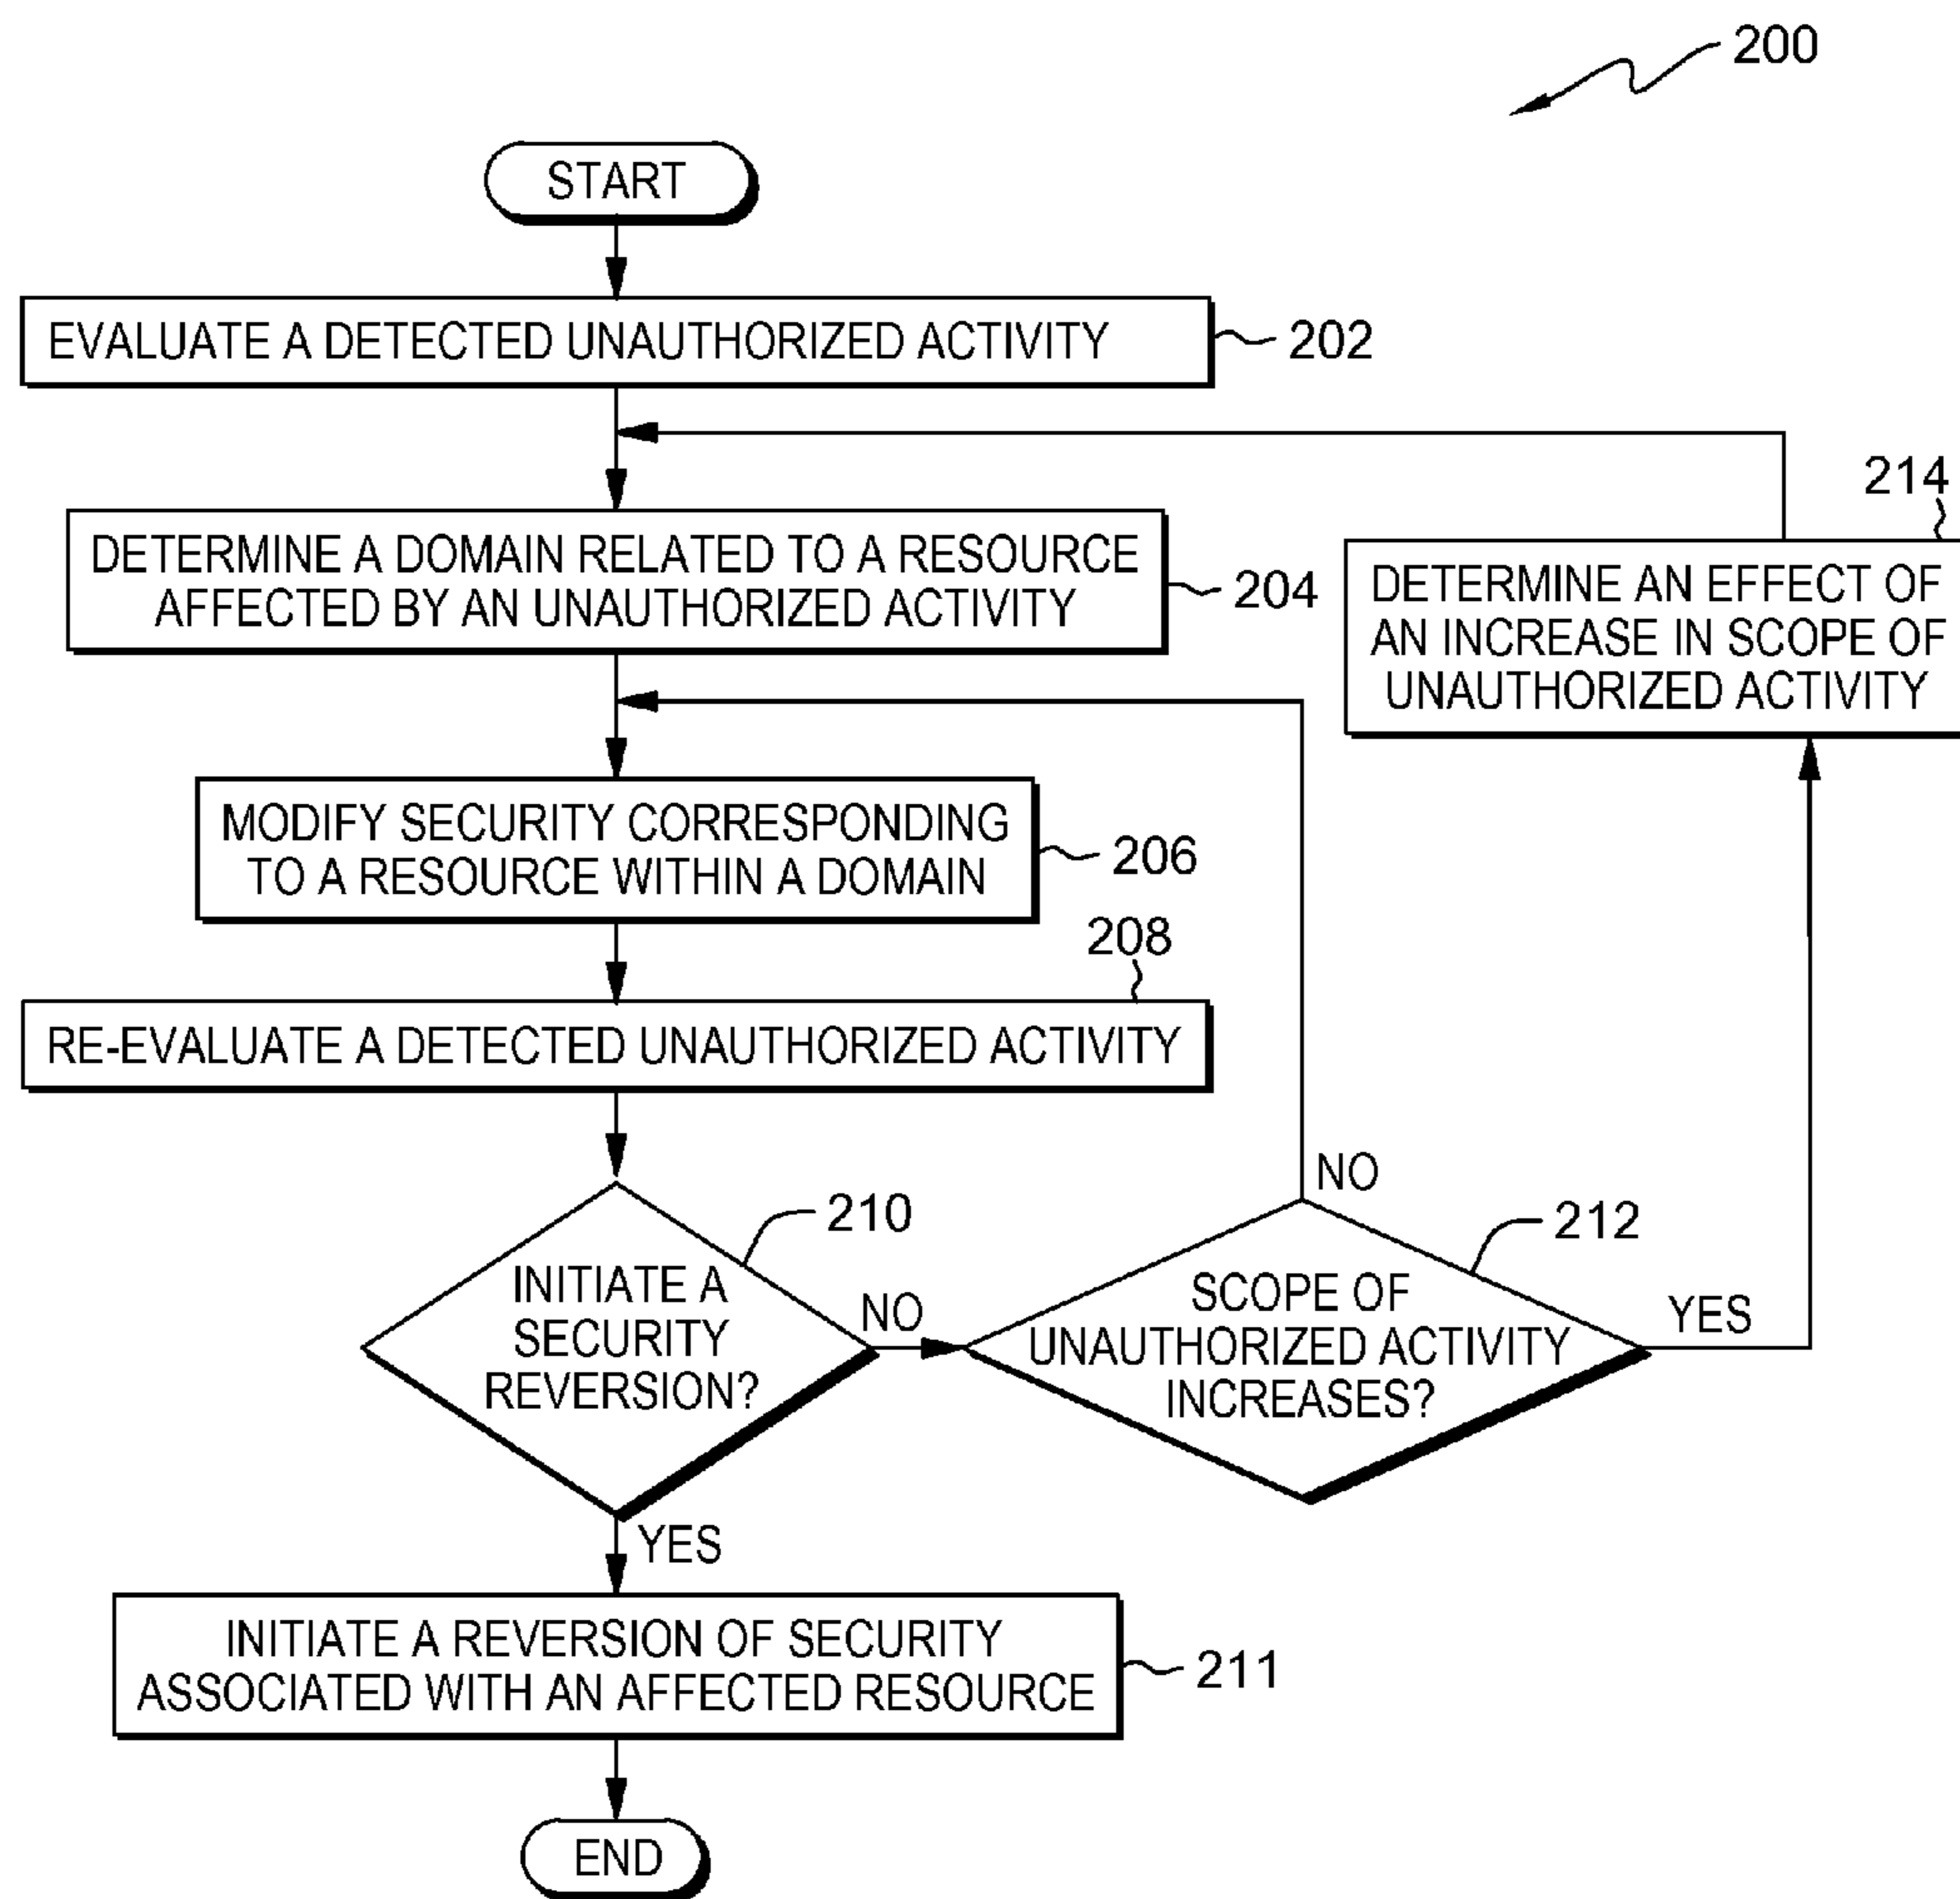 200
START
EVALUATE A DETECTED UNAUTHORIZED ACTIVITY
202
214
DETERMINE A DOMAIN RELATED TO A RESOURCE
AFFECTED BY AN UNAUTHORIZED ACTIVITY
204
DETERMINE AN EFFECT OF
AN INCREASE IN SCOPE OF
UNAUTHORIZED ACTIVITY
MODIFY SECURITY CORRESPONDING
TO A RESOURCE WITHIN A DOMAIN
206
208
RE-EVALUATE A DETECTED UNAUTHORIZED ACTIVITY
210
INITIATE A
SECURITY
REVERSION?
NO
NO
212
SCOPE OF
UNAUTHORIZED ACTIVITY
INCREASES?
YES
YES
INITIATE A REVERSION OF SECURITY
ASSOCIATED WITH AN AFFECTED RESOURCE
211
END